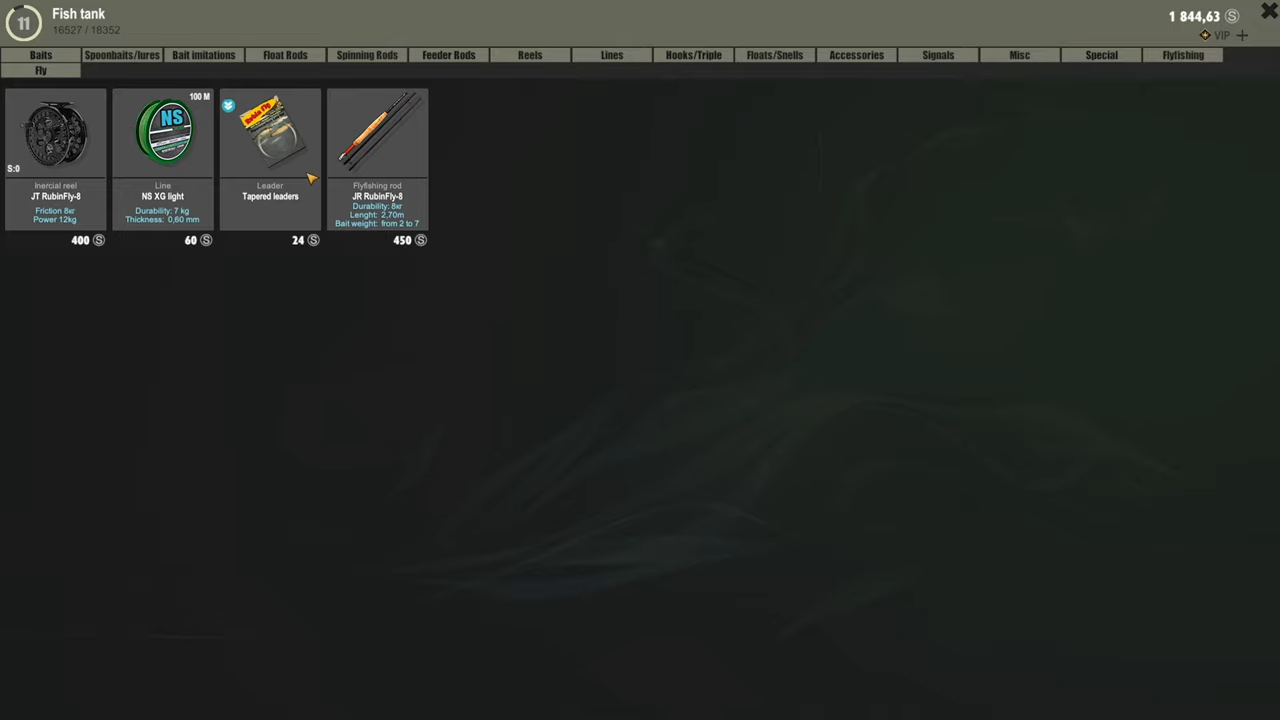 11
Fish tank
16527 / 18352
1 844,63 S
VIP
Baits Spoonbaits/lures Bait imitations Float Rods Spinning Rods Feeder Rods Reels Lines Hooks/Triple Floats/Snells Accessories Signals Misc Special Flyfishing
Fly
S:0
Inercial reel
JT RubinFly-8
Friction 8кг
Power 12kg
400 S
100 M
NS
Line
NS XG light
Durability: 7 kg
Thickness: 0,60 mm
60 S
Leader
Tapered leaders
24 S
Flyfishing rod
JR RubinFly-8
Durability: 8кг
Lenght: 2,70m
Bait weight: from 2 to 7
450 S